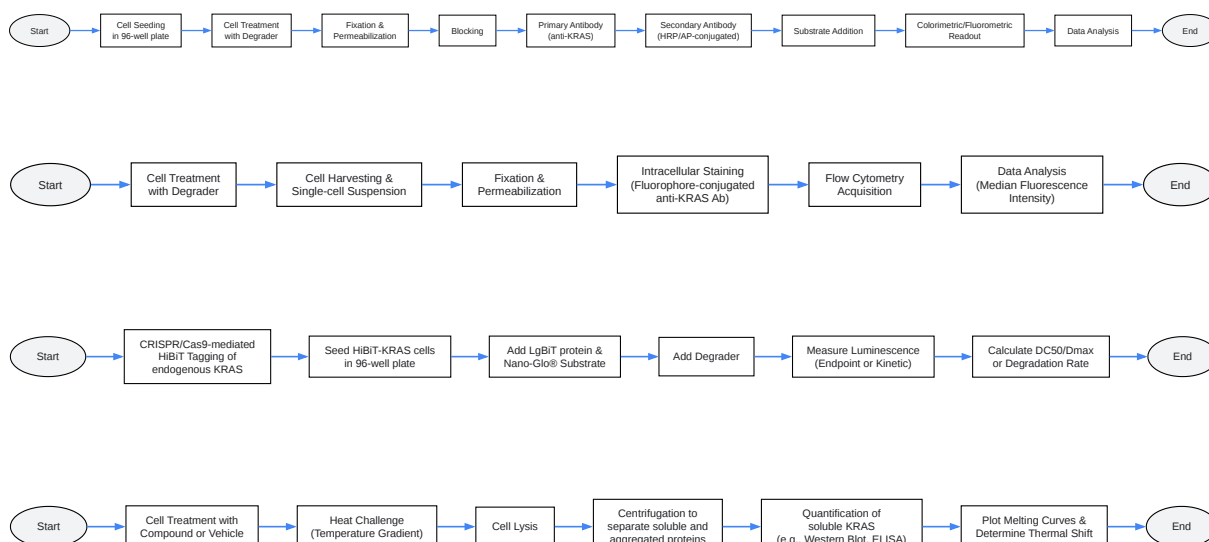 Start
Cell Seeding
in 96-well plate
Cell Treatment
with Degrader
Fixation &
Permeabilization
Blocking
Primary Antibody
(anti-KRAS)
Secondary Antibody
(HRP/AP-conjugated)
Substrate Addition
Colorimetric/Fluorometric
Readout
Data Analysis
End
Start
Cell Treatment
with Degrader
Cell Harvesting &
Single-cell Suspension
Fixation &
Permeabilization
Intracellular Staining
(Fluorophore-conjugated
anti-KRAS Ab)
Flow Cytometry
Acquisition
Data Analysis
(Median Fluorescence
Intensity)
End
Start
CRISPR/Cas9-mediated
HiBiT Tagging of
endogenous KRAS
Seed HiBiT-KRAS cells
in 96-well plate
Add LgBiT protein &
Nano-Glo® Substrate
Add Degrader
Measure Luminescence
(Endpoint or Kinetic)
Calculate DC50/Dmax
or Degradation Rate
End
Start
Cell Treatment with
Compound or Vehicle
Heat Challenge
(Temperature Gradient)
Cell Lysis
Centrifugation to
separate soluble and
aggregated proteins
Quantification of
soluble KRAS
(e.g., Western Blot, ELISA)
Plot Melting Curves &
Determine Thermal Shift
End